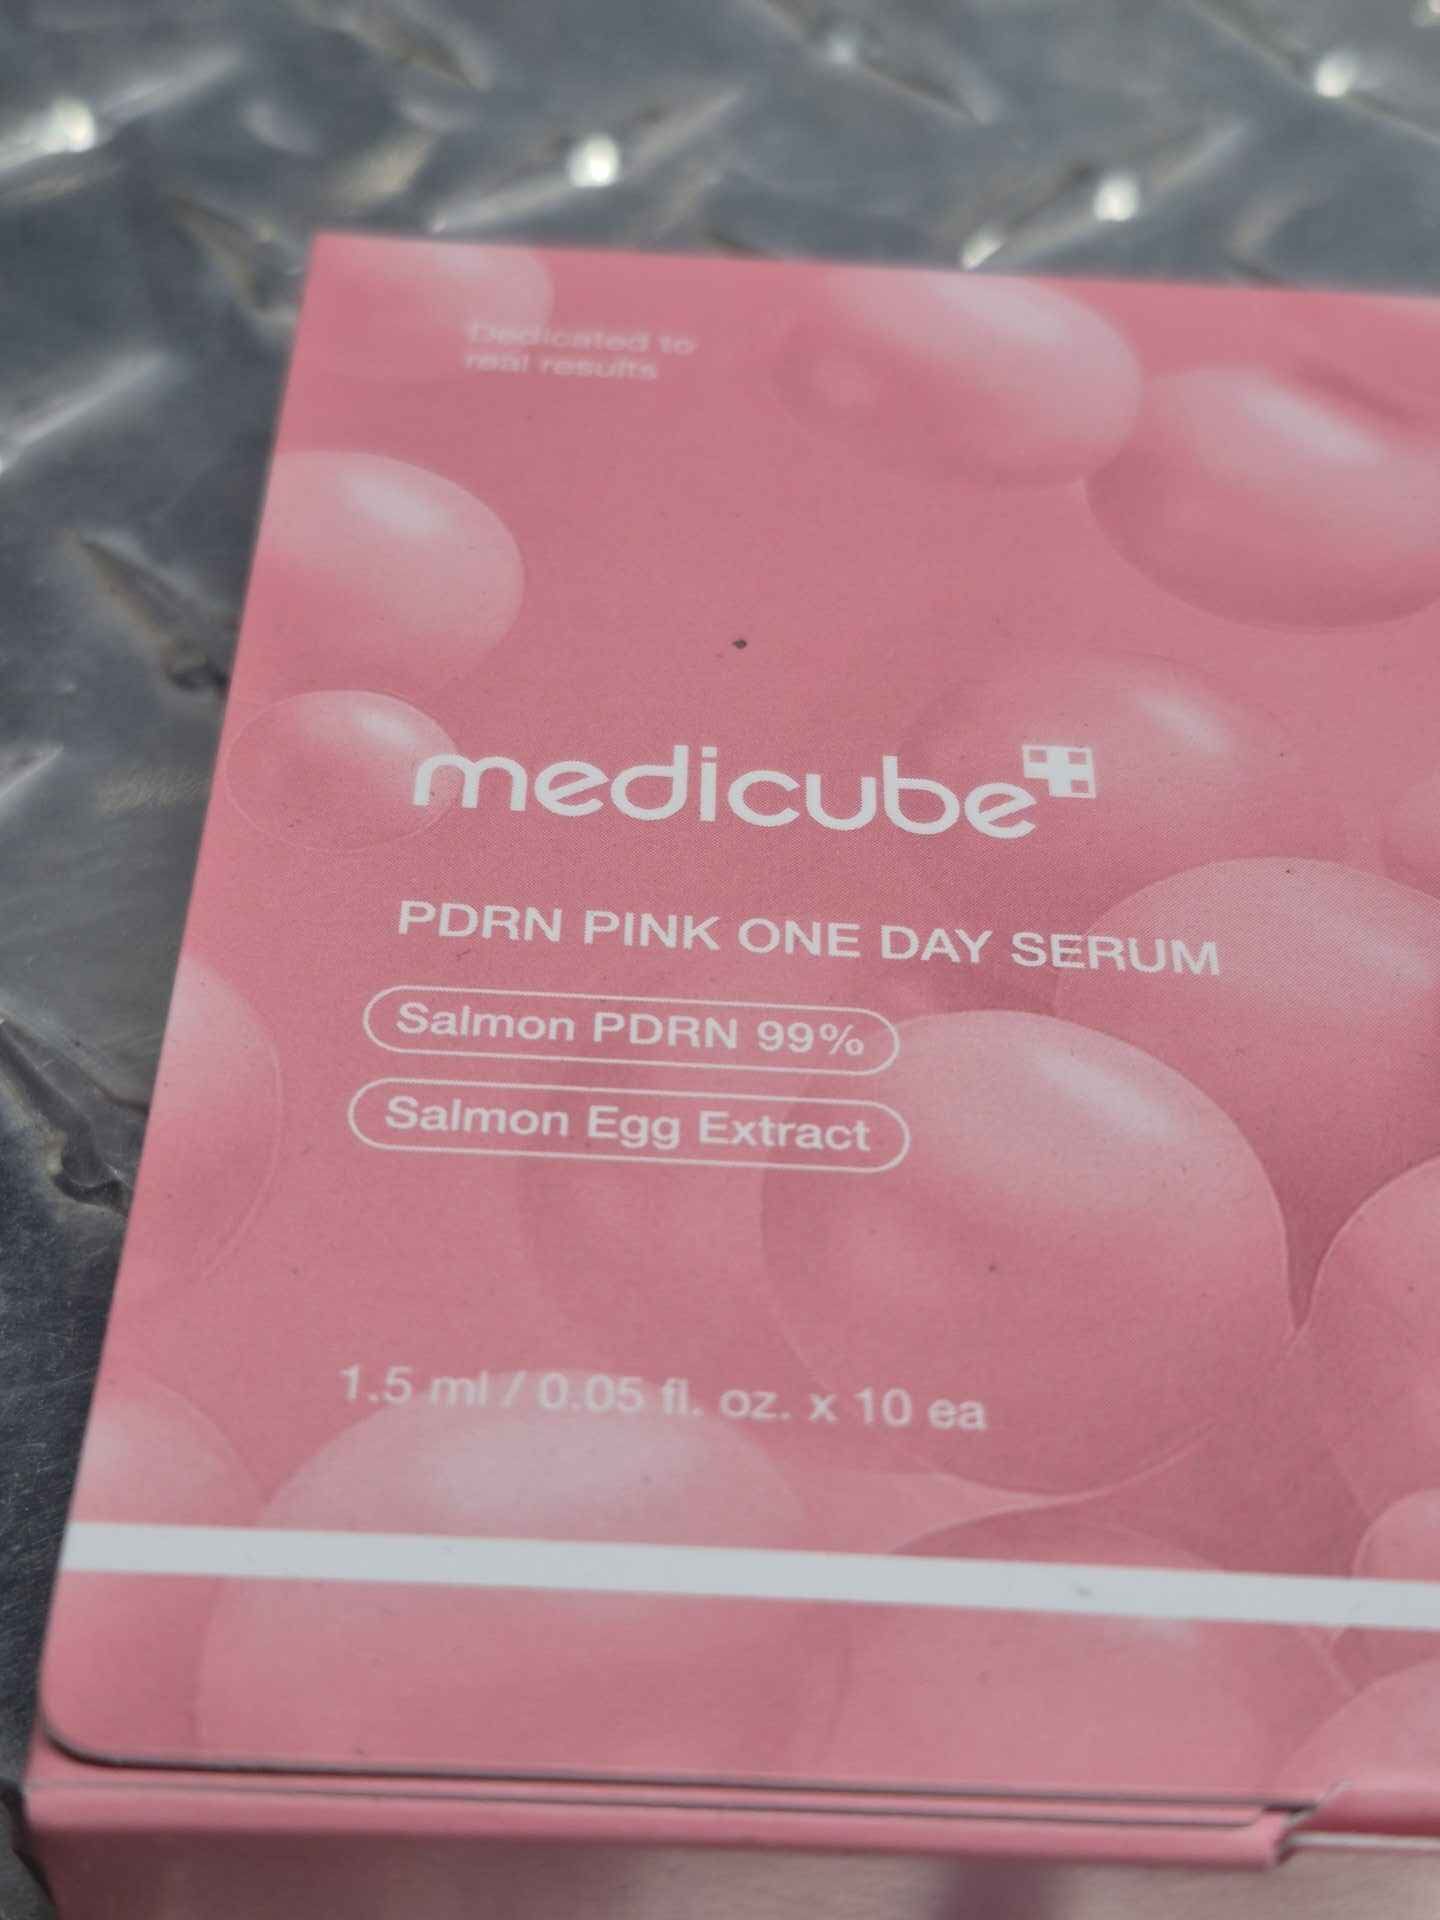 Dedicated to
real results
medicube
PDRN PINK ONE DAY SERUM
Salmon PDRN 99%
Salmon Egg Extract
1.5 ml / 0.05 fl. oz. x 10 ea